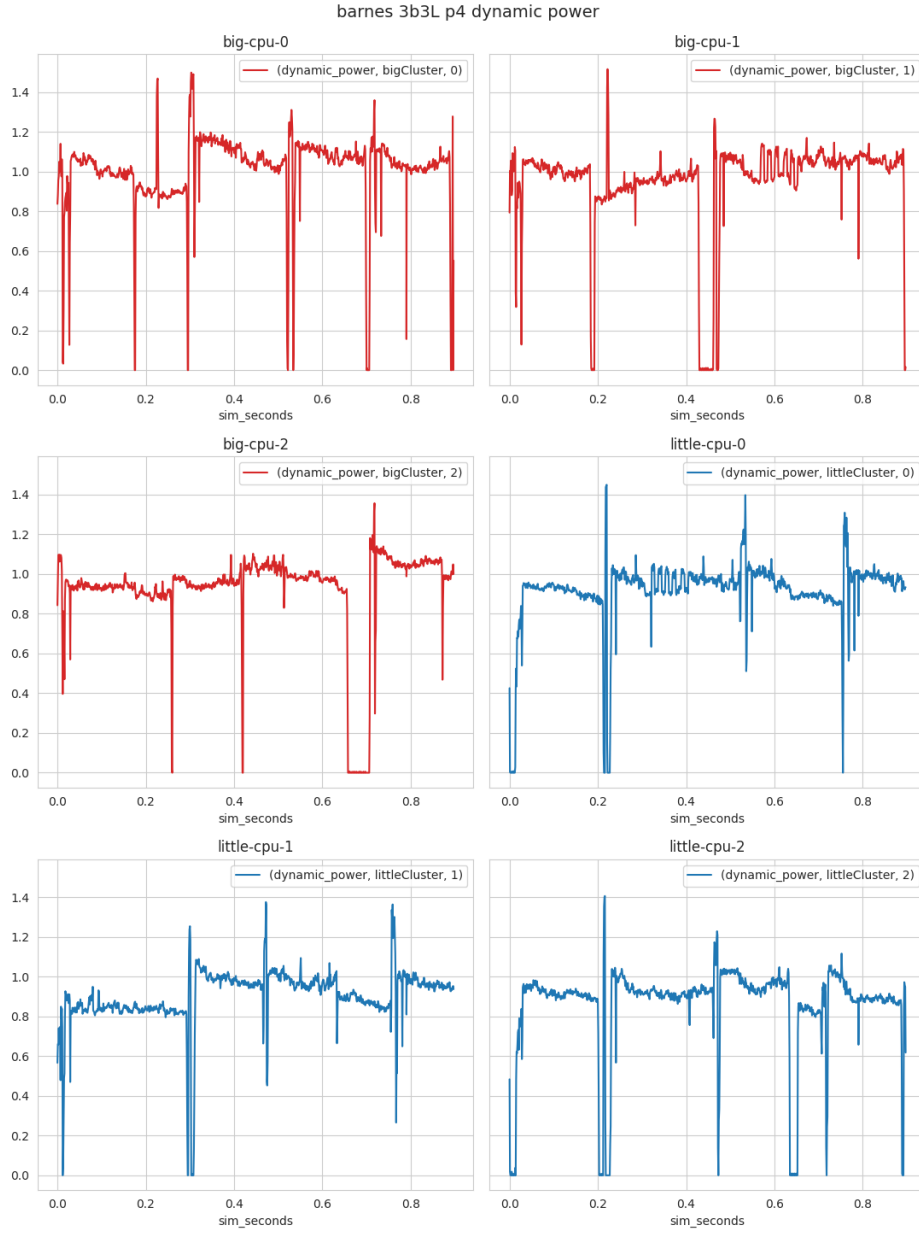 barnes 3b3L p4 dynamic power
big-cpu-0
(dynamic_power, bigCluster, 0)
1.4
1.2
1.0
0.8
0.6
0.4
0.2
0.0
0.0 0.2 0.4 0.6 0.8
sim_seconds
big-cpu-1
(dynamic_power, bigCluster, 1)
0.0 0.2 0.4 0.6 0.8
sim_seconds
big-cpu-2
(dynamic_power, bigCluster, 2)
1.4
1.2
1.0
0.8
0.6
0.4
0.2
0.0
0.0 0.2 0.4 0.6 0.8
sim_seconds
little-cpu-0
(dynamic_power, littleCluster, 0)
0.0 0.2 0.4 0.6 0.8
sim_seconds
little-cpu-1
(dynamic_power, littleCluster, 1)
1.4
1.2
1.0
0.8
0.6
0.4
0.2
0.0
0.0 0.2 0.4 0.6 0.8
sim_seconds
little-cpu-2
(dynamic_power, littleCluster, 2)
0.0 0.2 0.4 0.6 0.8
sim_seconds